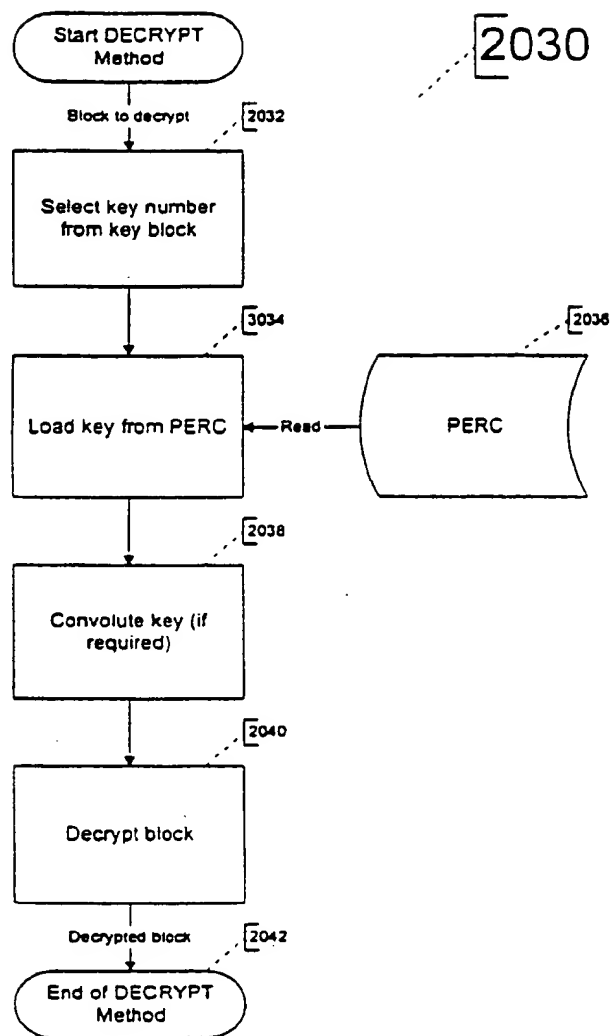 Start DECRYPT
Method
2030
Block to decrypt
2032
Select key number
from key block
3034
2036
Load key from PERC
Read
PERC
2038
Convolute key (if
required)
2040
Decrypt block
Decrypted block
2042
End of DECRYPT
Method